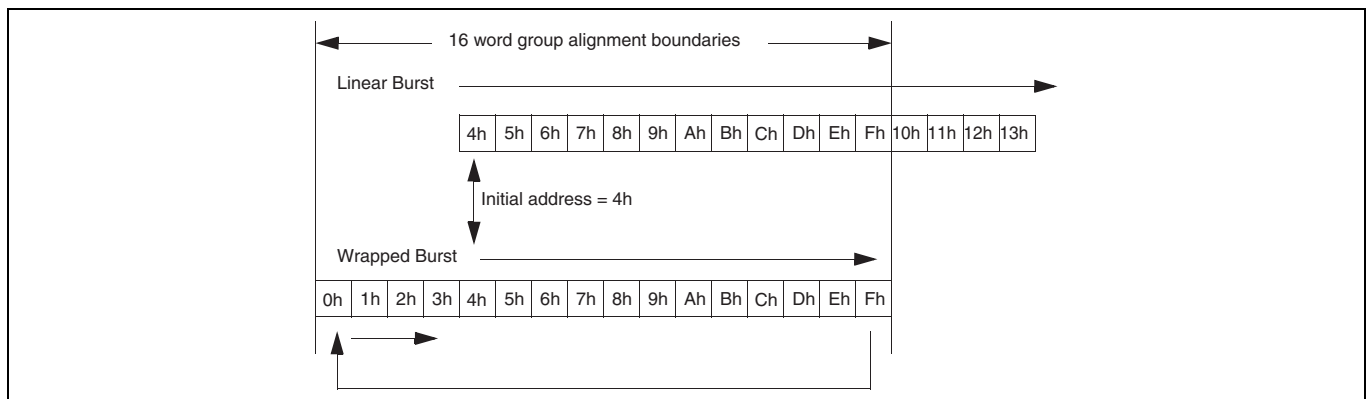 16 word group alignment boundaries
Linear Burst
4h 5h 6h 7h 8h 9h Ah Bh Ch Dh Eh Fh 10h 11h 12h 13h
Initial address = 4h
Wrapped Burst
0h 1h 2h 3h 4h 5h 6h 7h 8h 9h Ah Bh Ch Dh Eh Fh